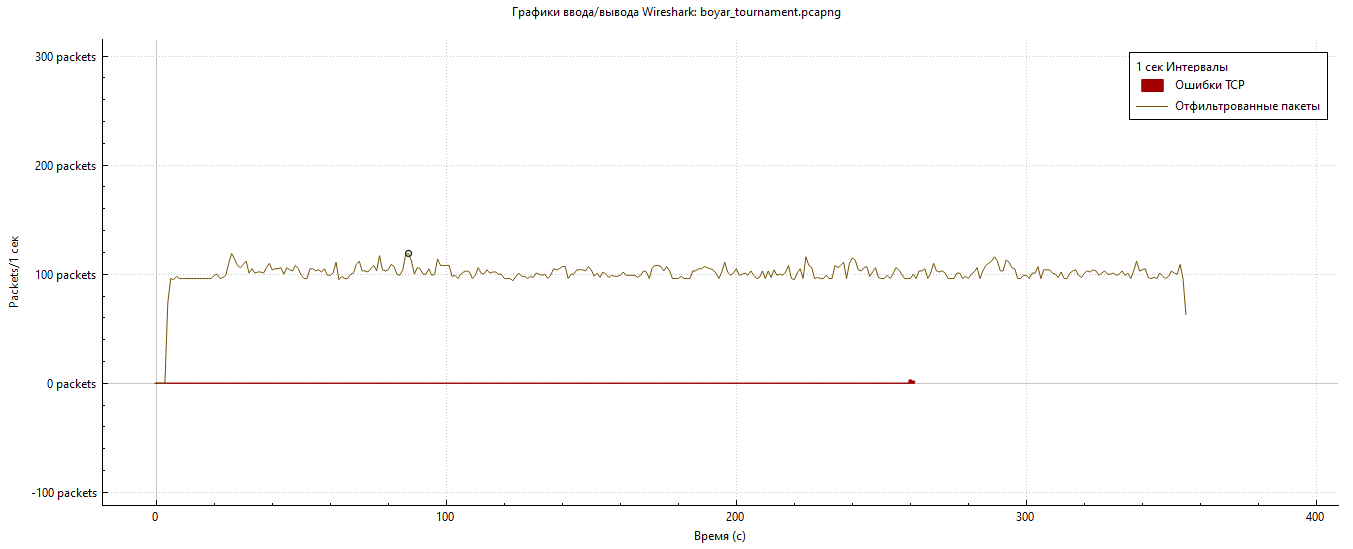 Графики ввода/вывода Wireshark: boyar_tournament.pcapng
300 packets
200 packets
100 packets
0 packets
-100 packets
Packets/1 сек
1 сек Интервалы
Ошибки TCP
Отфильтрованные пакеты
0
100
200
300
400
Время (с)